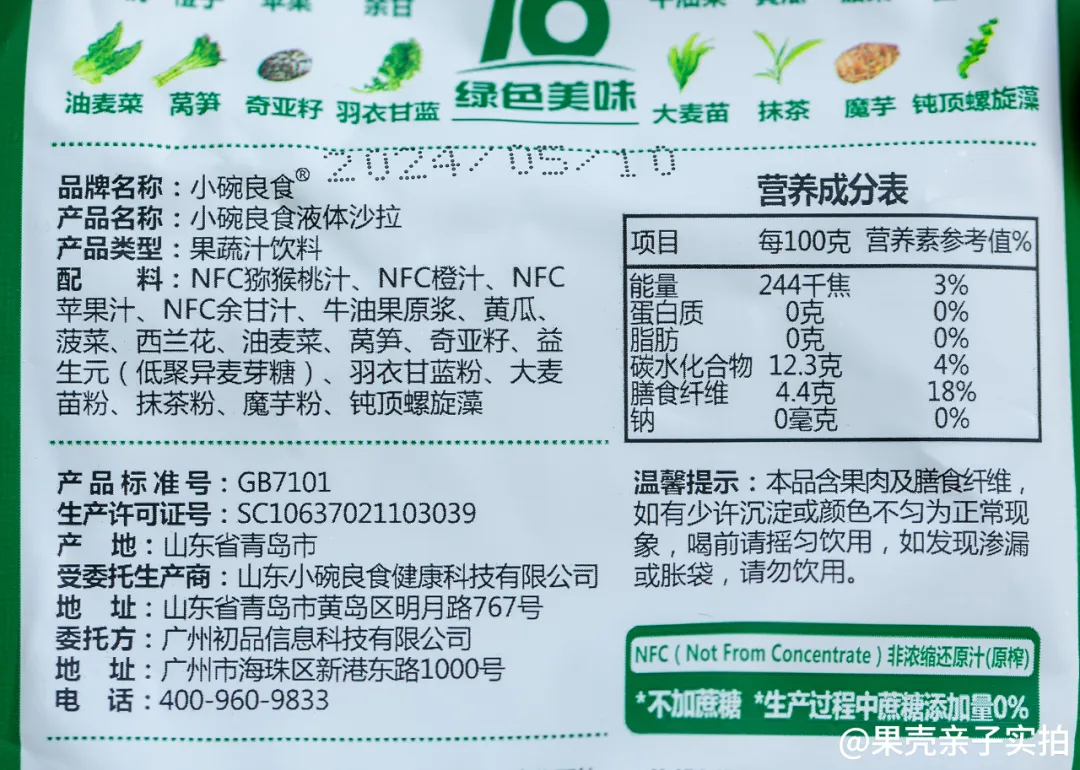 苹果
余甘
牛油果
黄瓜
10
油麦菜
莴笋
奇亚籽
羽衣甘蓝
绿色美味
大麦苗
抹茶
魔芋
钝顶螺旋藻
2024/05/10
品牌名称：小碗良食®
产品名称：小碗良食液体沙拉
产品类型：果蔬汁饮料
配 料：NFC猕猴桃汁、NFC橙汁、NFC
苹果汁、NFC余甘汁、牛油果原浆、黄瓜、
菠菜、西兰花、油麦菜、莴笋、奇亚籽、益
生元（低聚异麦芽糖）、羽衣甘蓝粉、大麦
苗粉、抹茶粉、魔芋粉、钝顶螺旋藻
营养成分表
项目 每100克 营养素参考值%
能量 244千焦 3%
蛋白质 0克 0%
脂肪 0克 0%
碳水化合物 12.3克 4%
膳食纤维 4.4克 18%
钠 0毫克 0%
产品标准号：GB7101
生产许可证号：SC10637021103039
产 地：山东省青岛市
受委托生产商：山东小碗良食健康科技有限公司
地 址：山东省青岛市黄岛区明月路767号
委托方：广州初品信息科技有限公司
地 址：广州市海珠区新港东路1000号
电 话：400-960-9833
温馨提示：本品含果肉及膳食纤维，
如有少许沉淀或颜色不匀为正常现
象，喝前请摇匀饮用，如发现渗漏
或胀袋，请勿饮用。
NFC（Not From Concentrate）非浓缩还原汁(原榨)
*不加蔗糖 *生产过程中蔗糖添加量0%
@果壳亲子实拍